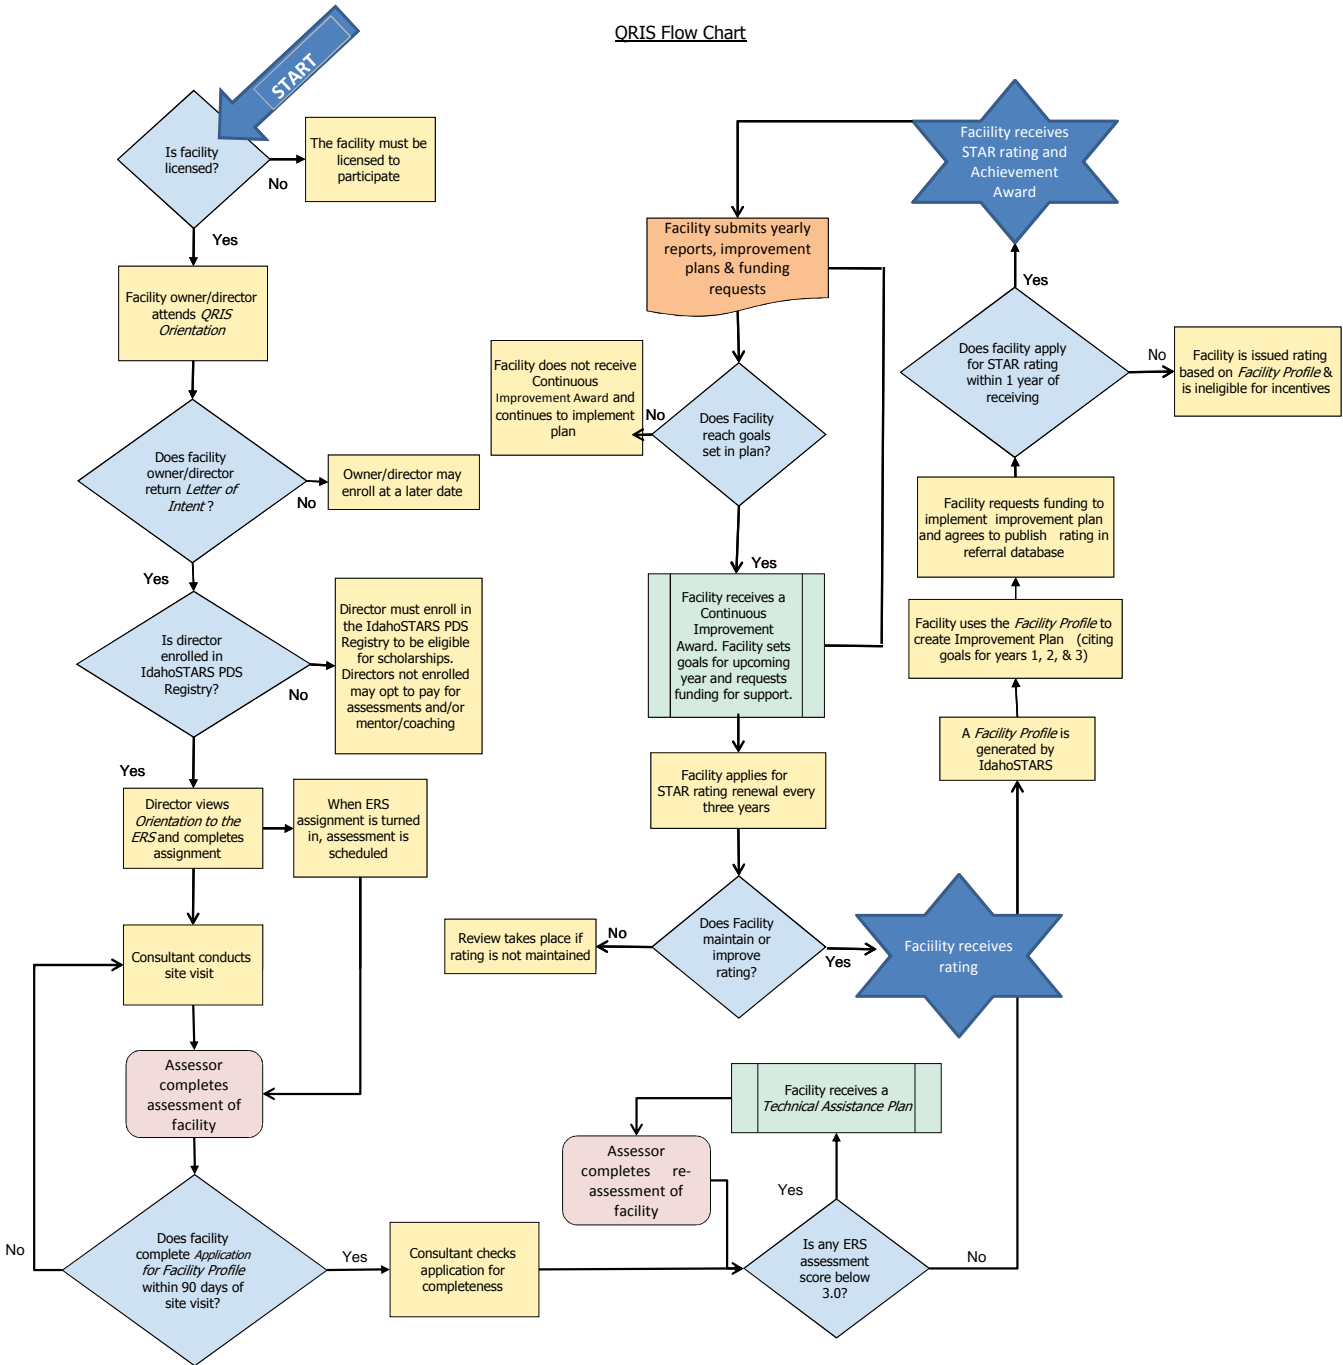 QRIS Flow Chart
START
Is facility
licensed?
No
The facility must be
licensed to
participate
Yes
Facility owner/director
attends QRIS
Orientation
Does facility
owner/director
return Letter of
Intent ?
No
Owner/director may
enroll at a later date
Yes
Is director
enrolled in
IdahoSTARS PDS
Registry?
No
Director must enroll in
the IdahoSTARS PDS
Registry to be eligible
for scholarships.
Directors not enrolled
may opt to pay for
assessments and/or
mentor/coaching
Yes
Director views
Orientation to the
ERS and completes
assignment
When ERS
assignment is turned
in, assessment is
scheduled
Consultant conducts
site visit
Assessor
completes
assessment of
facility
Does facility
complete Application
for Facility Profile
within 90 days of
site visit?
No
Yes
Consultant checks
application for
completeness
Is any ERS
assessment
score below
3.0?
Yes
Facility receives a
Technical Assistance Plan
Assessor
completes re-
assessment of
facility
No
A Facility Profile is
generated by
IdahoSTARS
Facility uses the Facility Profile to
create Improvement Plan (citing
goals for years 1, 2, & 3)
Facility requests funding to
implement improvement plan
and agrees to publish rating in
referral database
Does facility apply
for STAR rating
within 1 year of
receiving
No
Facility is issued rating
based on Facility Profile &
is ineligible for incentives
Yes
Faciility receives
STAR rating and
Achievement
Award
Facility submits yearly
reports, improvement
plans & funding
requests
Does Facility
reach goals
set in plan?
No
Facility does not receive
Continuous
Improvement Award and
continues to implement
plan
Yes
Facility receives a
Continuous
Improvement
Award. Facility sets
goals for upcoming
year and requests
funding for support.
Facility applies for
STAR rating renewal every
three years
Does Facility
maintain or
improve
rating?
No
Review takes place if
rating is not maintained
Yes
Faciility receives
rating